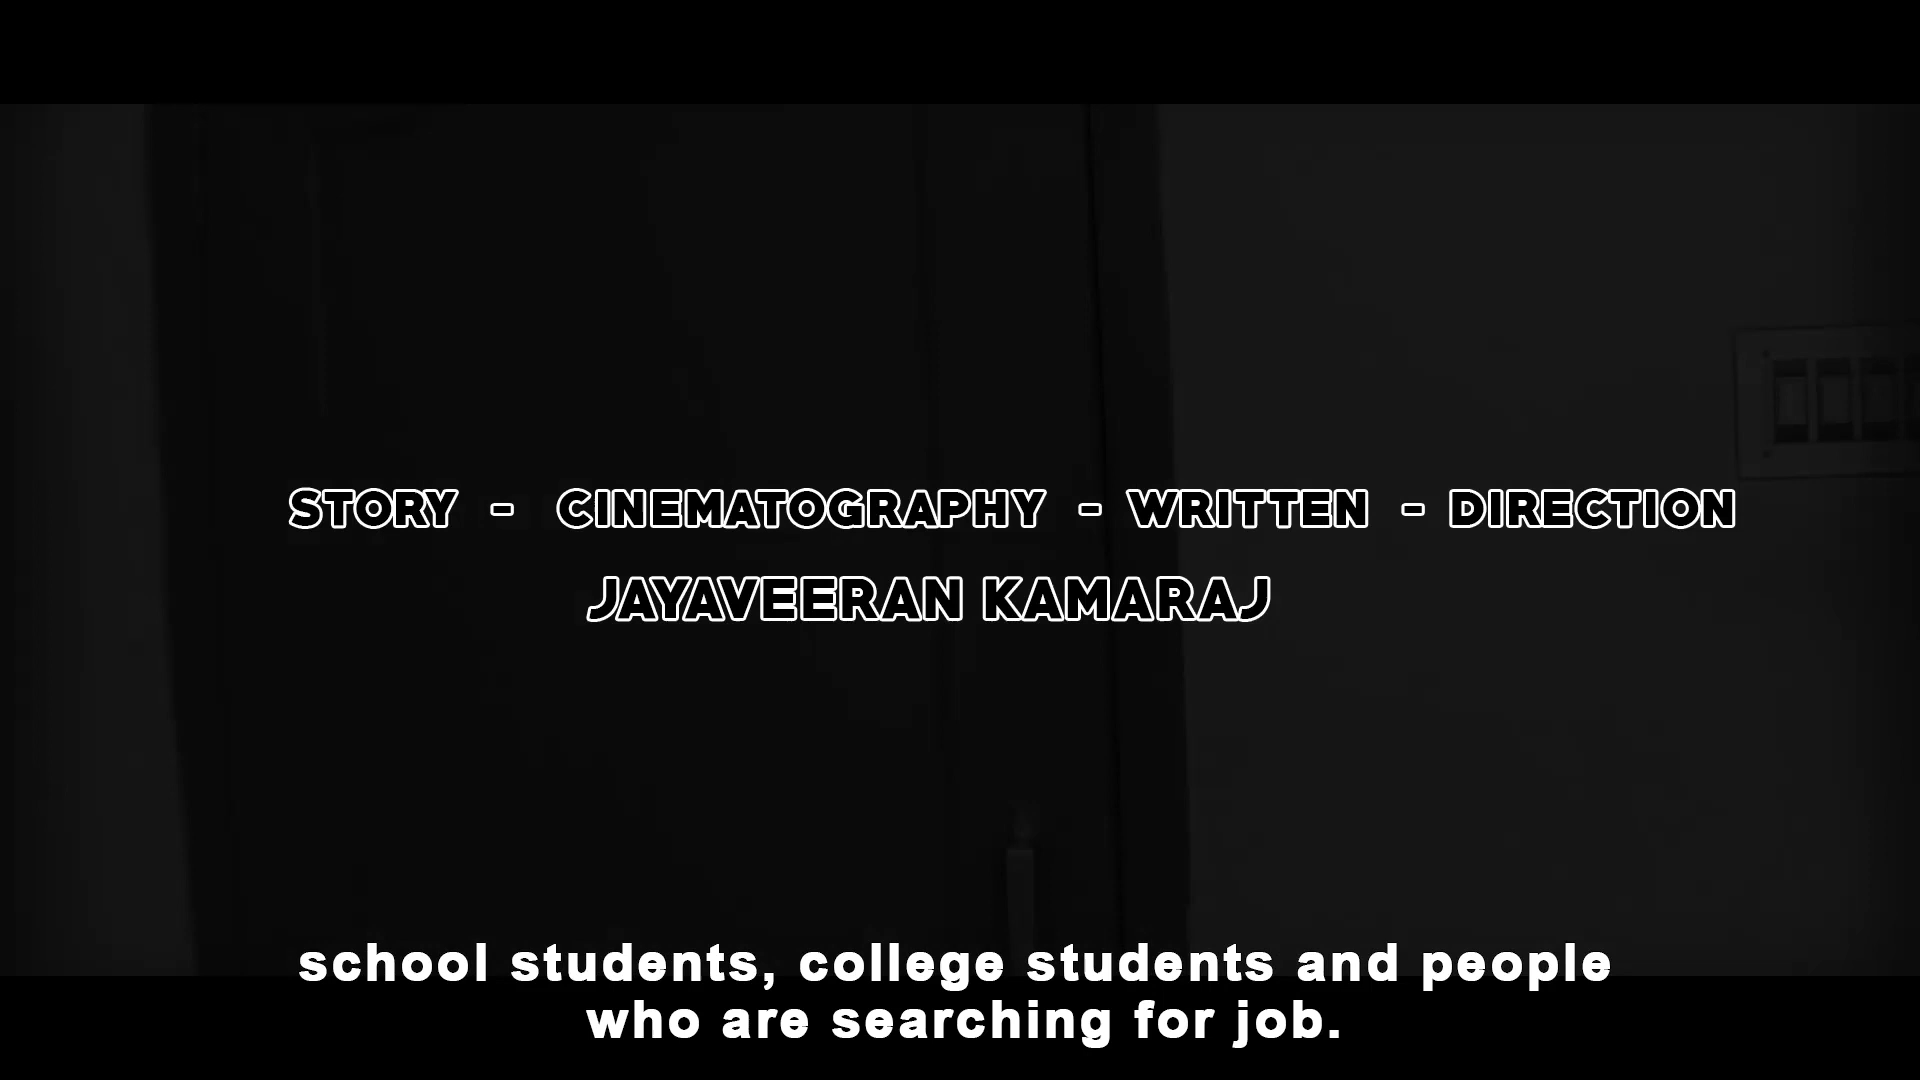 STORY - CINEMATOGRAPHY - WRITTEN - DIRECTION
JAYAVEERAN KAMARAJ
school students, college students and people
who are searching for job.